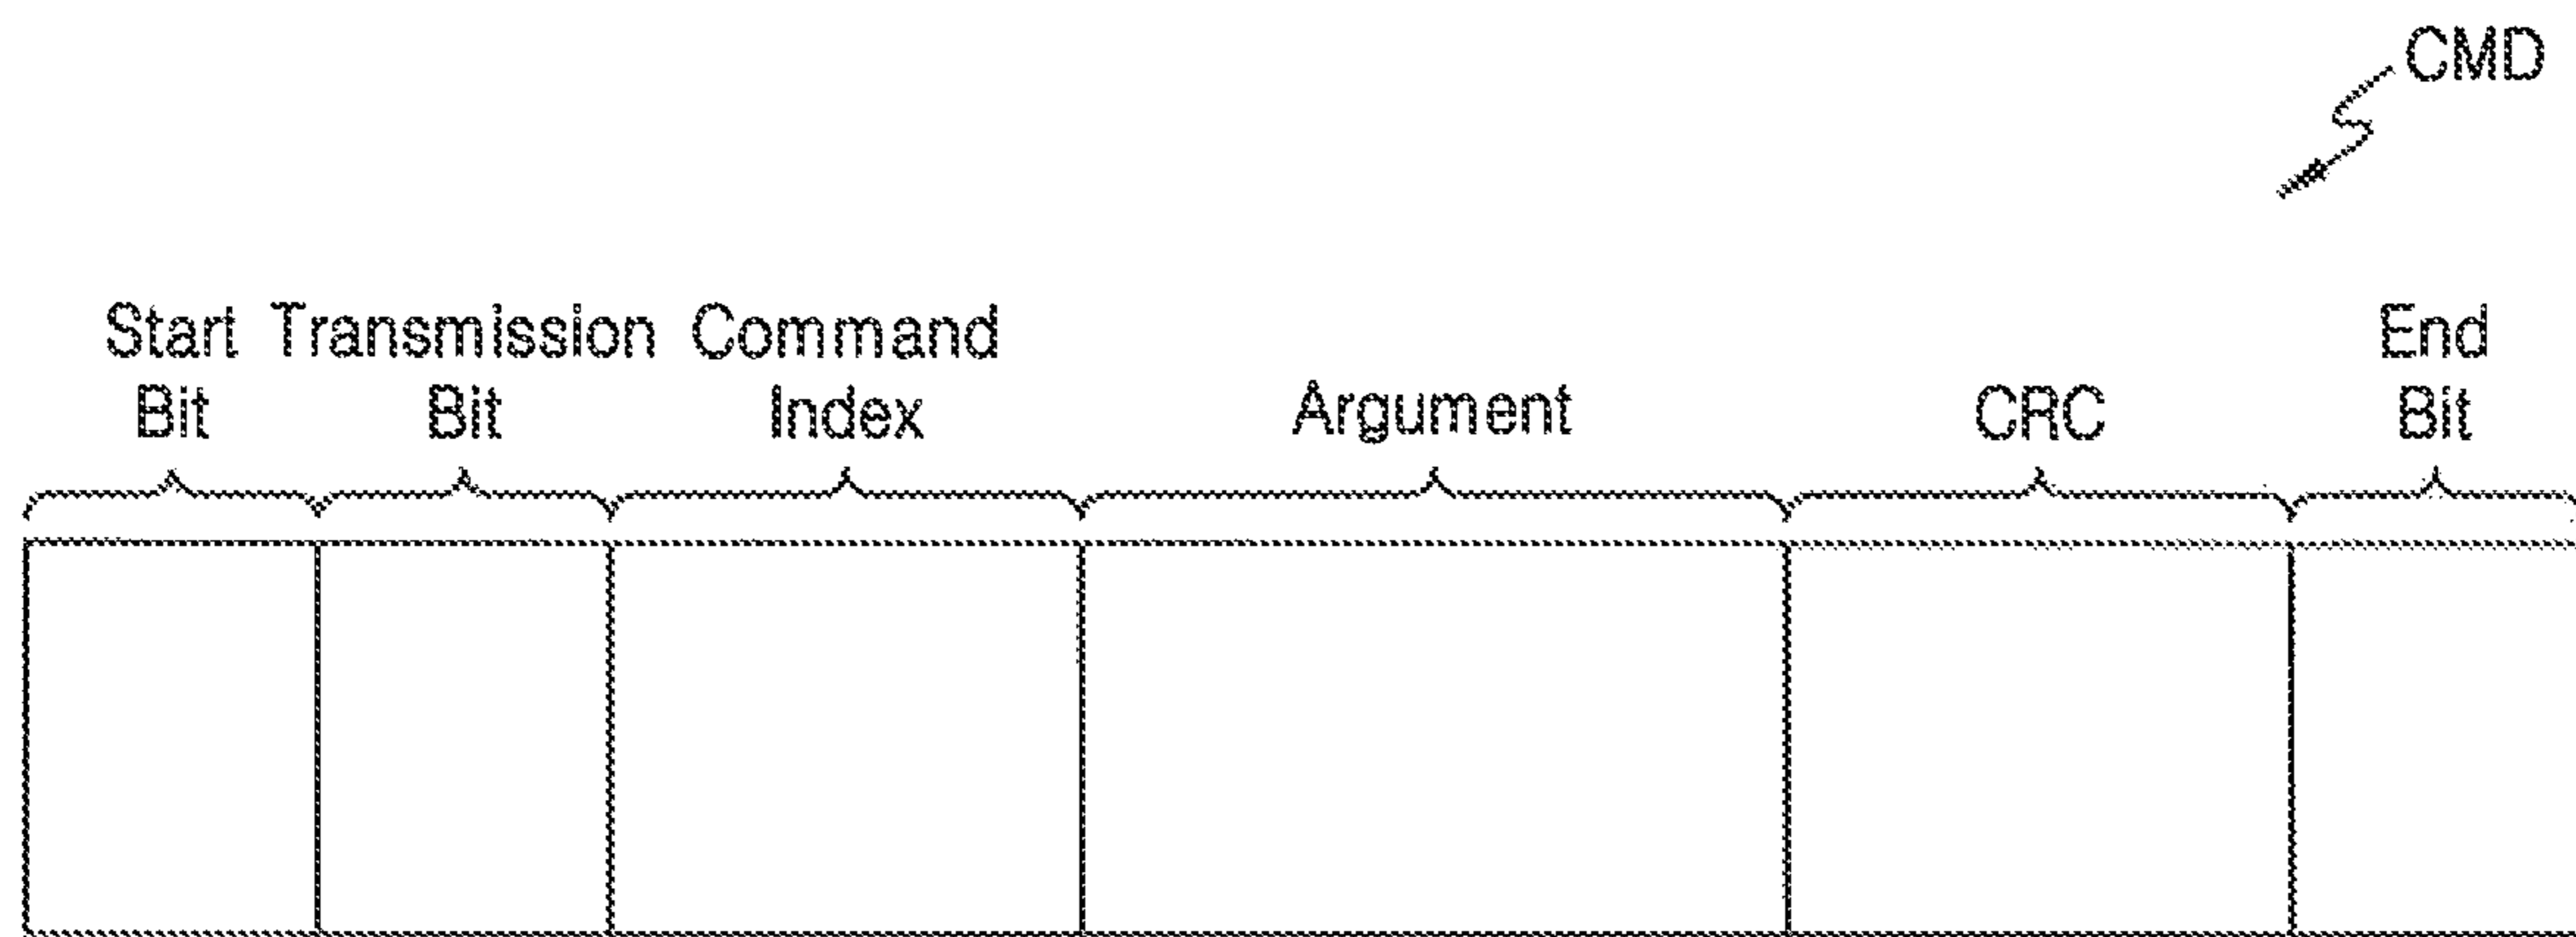 CMD
Start Transmission Command
Bit Bit Index Argument CRC
End
Bit